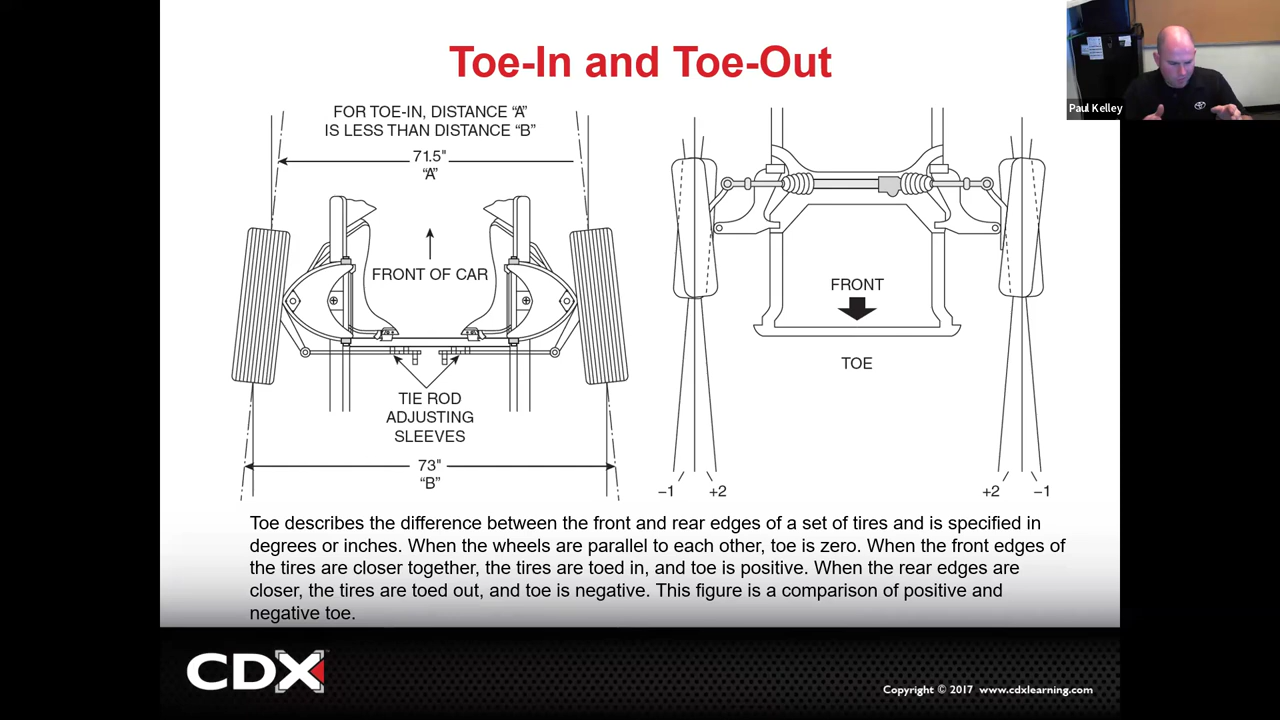 Toe-In and Toe-Out
Paul Kelley
FOR TOE-IN, DISTANCE “A”
IS LESS THAN DISTANCE “B”
71.5"
“A”
FRONT OF CAR
TIE ROD
ADJUSTING
SLEEVES
73"
“B”
FRONT
TOE
−1 +2
+2 −1
Toe describes the difference between the front and rear edges of a set of tires and is specified in
degrees or inches. When the wheels are parallel to each other, toe is zero. When the front edges of
the tires are closer together, the tires are toed in, and toe is positive. When the rear edges are
closer, the tires are toed out, and toe is negative. This figure is a comparison of positive and
negative toe.
CDX
Copyright © 2017 www.cdxlearning.com